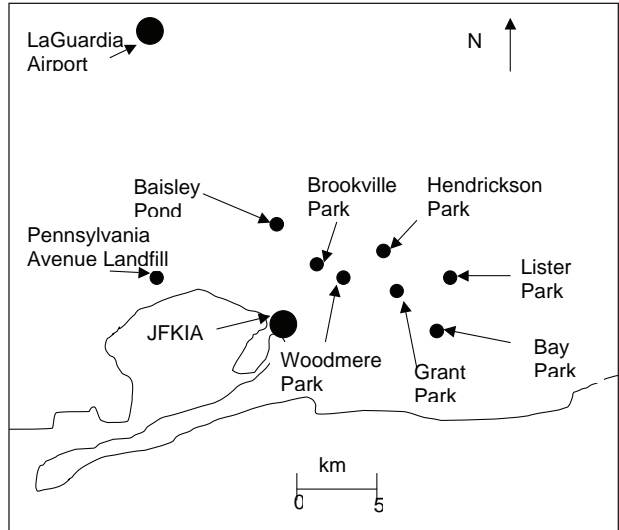 LaGuardia
Airport
N
Baisley
Pond
Brookville
Park
Hendrickson
Park
Pennsylvania
Avenue Landfill
Lister
Park
JFKIA
Woodmere
Park
Grant
Park
Bay
Park
km
0 5